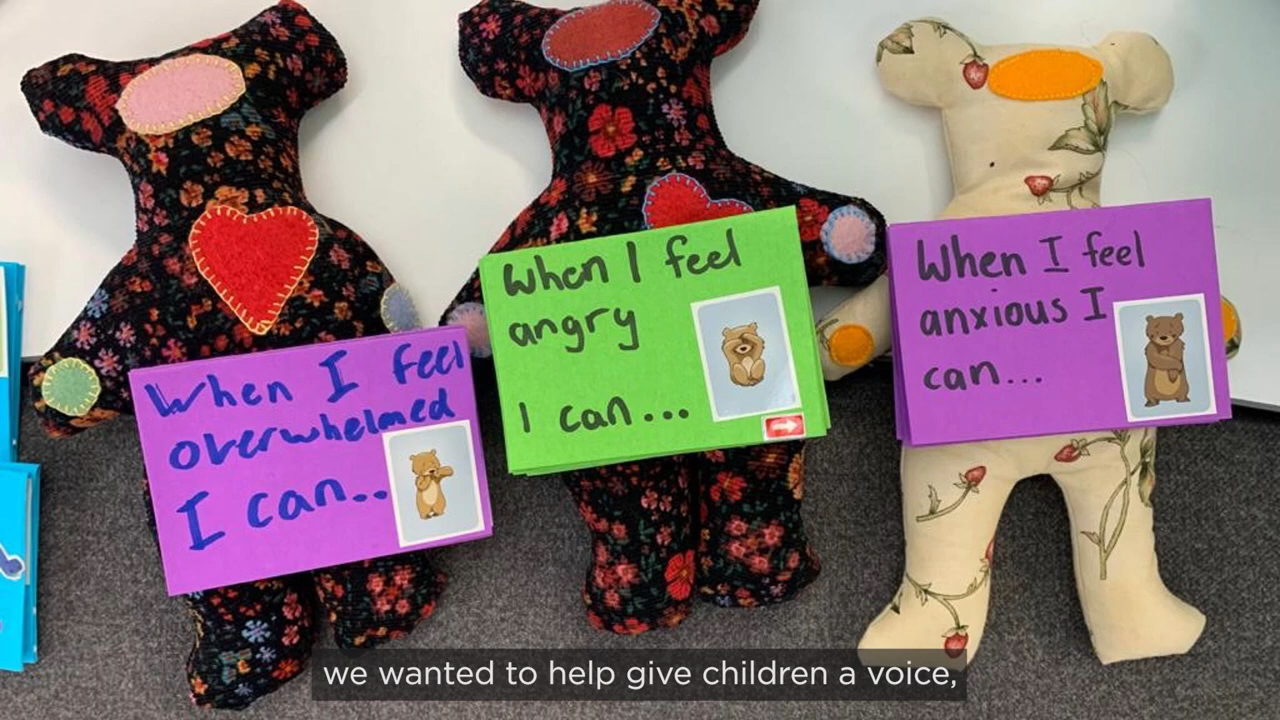 When I feel
overwhelmed
I can...
When I feel
angry
I can...
When I feel
anxious I
can...
we wanted to help give children a voice,